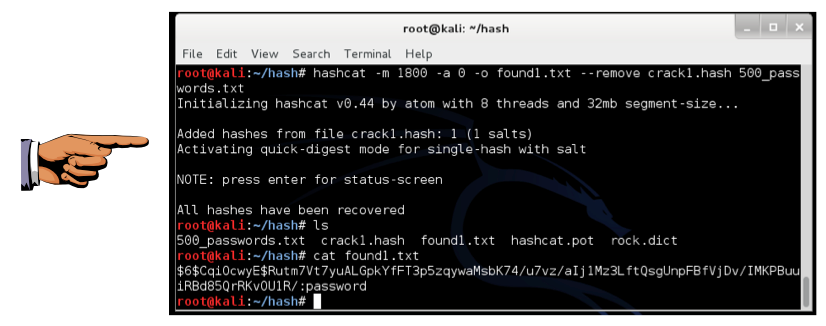 root@kali: ~/hash
File Edit View Search Terminal Help
root@kali:~/hash# hashcat -m 1800 -a 0 -o found1.txt --remove crack1.hash 500_pass
words.txt
Initializing hashcat v0.44 by atom with 8 threads and 32mb segment-size...
Added hashes from file crack1.hash: 1 (1 salts)
Activating quick-digest mode for single-hash with salt
NOTE: press enter for status-screen
All hashes have been recovered
root@kali:~/hash# ls
500_passwords.txt crack1.hash found1.txt hashcat.pot rock.dict
root@kali:~/hash# cat found1.txt
$6$CqiOcwyE$Rutm7Vt7yuALGpkYfFT3p5zqywaMsbK74/u7vz/aIj1Mz3LftQsgUnpFBfVjDv/IMKPBuu
iRBd85QrRKvOU1R/:password
root@kali:~/hash#